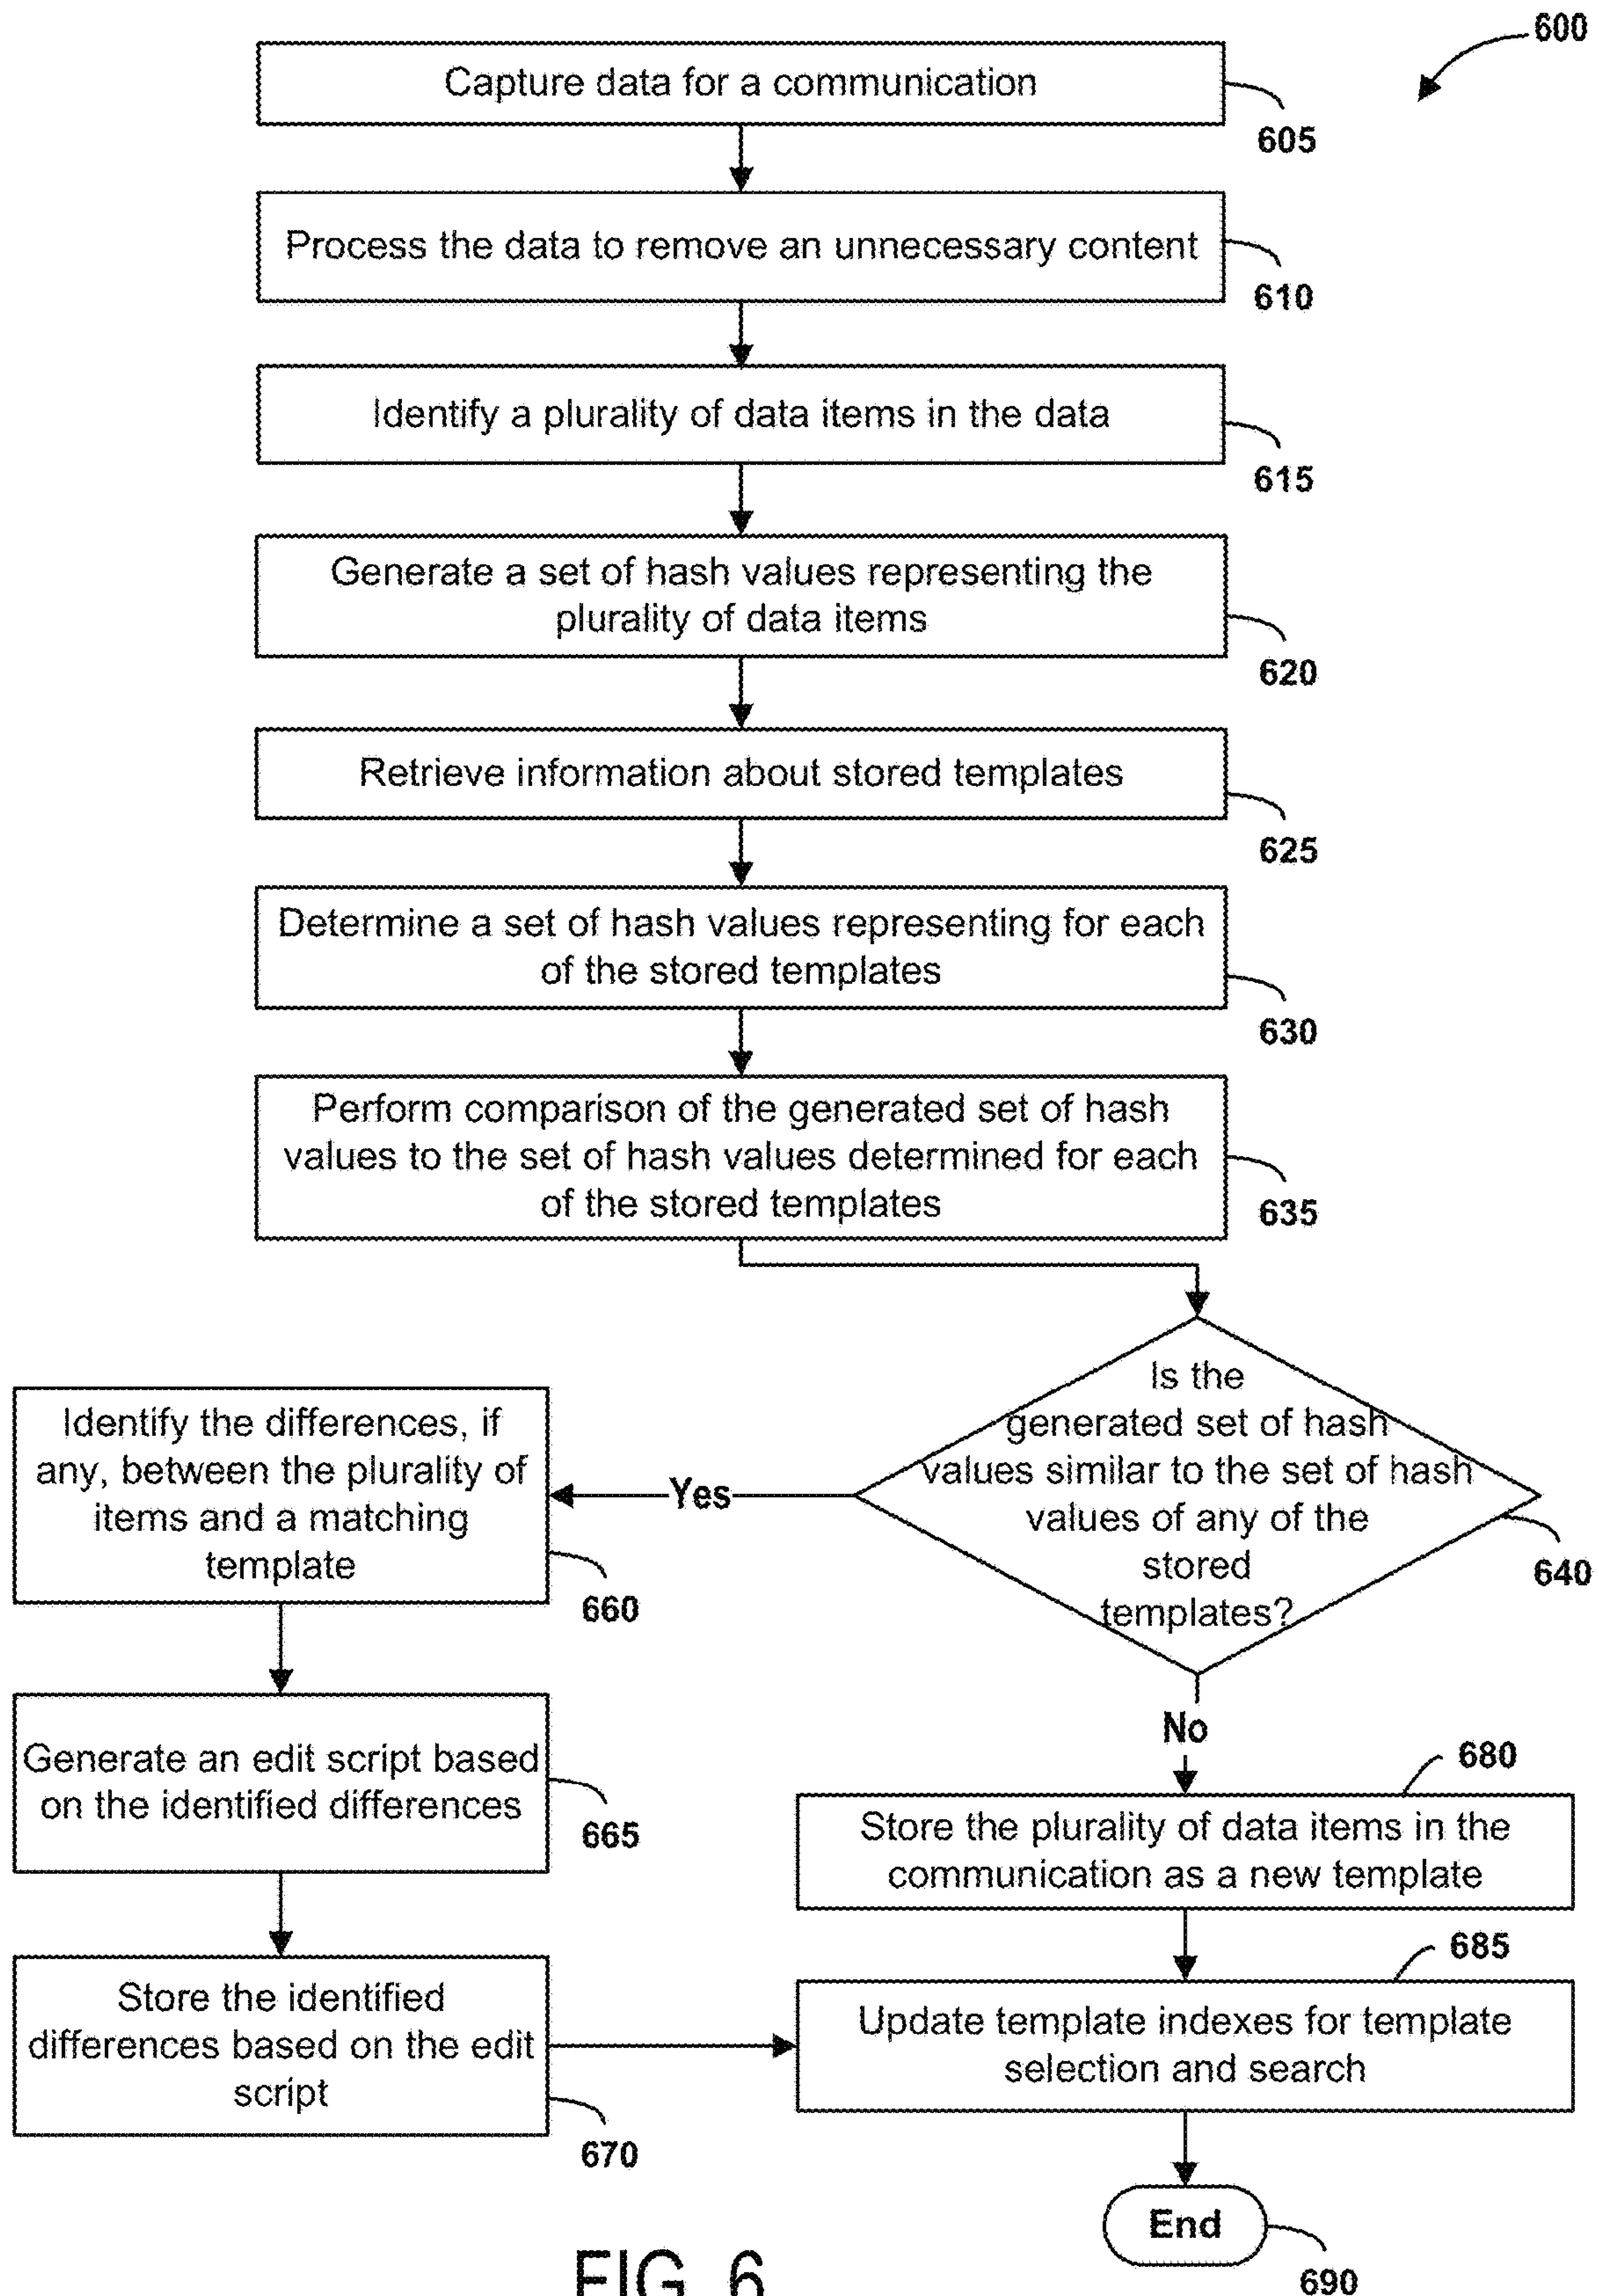 600
Capture data for a communication
605
Process the data to remove an unnecessary content
610
Identify a plurality of data items in the data
615
Generate a set of hash values representing the
plurality of data items
620
Retrieve information about stored templates
625
Determine a set of hash values representing for each
of the stored templates
630
Perform comparison of the generated set of hash
values to the set of hash values determined for each
of the stored templates
635
Is the
generated set of hash
values similar to the set of hash
values of any of the
stored
templates?
640
Yes
Identify the differences, if
any, between the plurality of
items and a matching
template
660
Generate an edit script based
on the identified differences
665
Store the identified
differences based on the edit
script
670
No
680
Store the plurality of data items in the
communication as a new template
685
Update template indexes for template
selection and search
End
690
FIG. 6